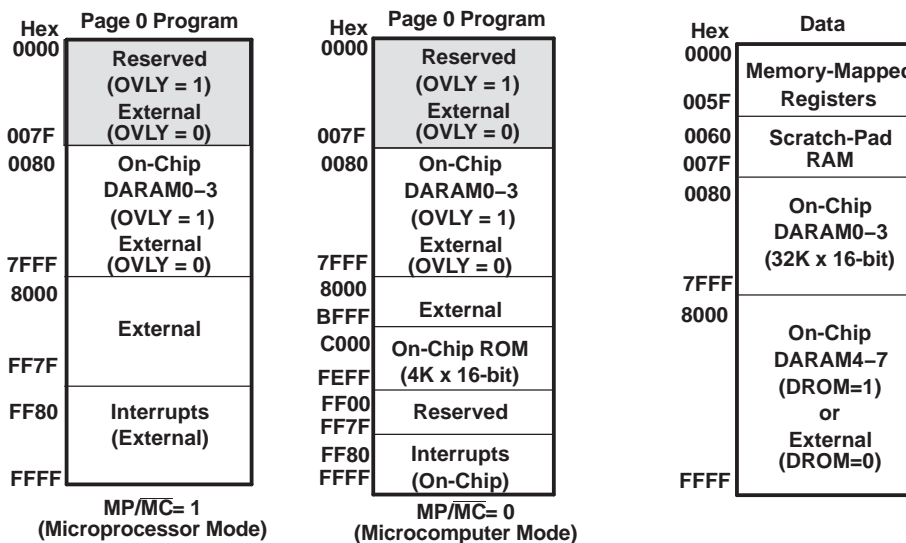 Page 0 Program
Hex
0000
Reserved
(OVLY = 1)
External
(OVLY = 0)
007F
0080
On-Chip
DARAM0–3
(OVLY = 1)
External
(OVLY = 0)
7FFF
8000
External
FF7F
FF80
Interrupts
(External)
FFFF
MP/MC= 1
(Microprocessor Mode)
Page 0 Program
Hex
0000
Reserved
(OVLY = 1)
External
(OVLY = 0)
007F
0080
On-Chip
DARAM0–3
(OVLY = 1)
External
(OVLY = 0)
7FFF
8000
External
BFFF
C000
On-Chip ROM
(4K x 16-bit)
FEFF
FF00
Reserved
FF7F
FF80
Interrupts
(On-Chip)
FFFF
MP/MC= 0
(Microcomputer Mode)
Data
Hex
0000
Memory-Mapped
Registers
005F
0060
Scratch-Pad
RAM
007F
0080
On-Chip
DARAM0–3
(32K x 16-bit)
7FFF
8000
On-Chip
DARAM4–7
(DROM=1)
or
External
(DROM=0)
FFFF